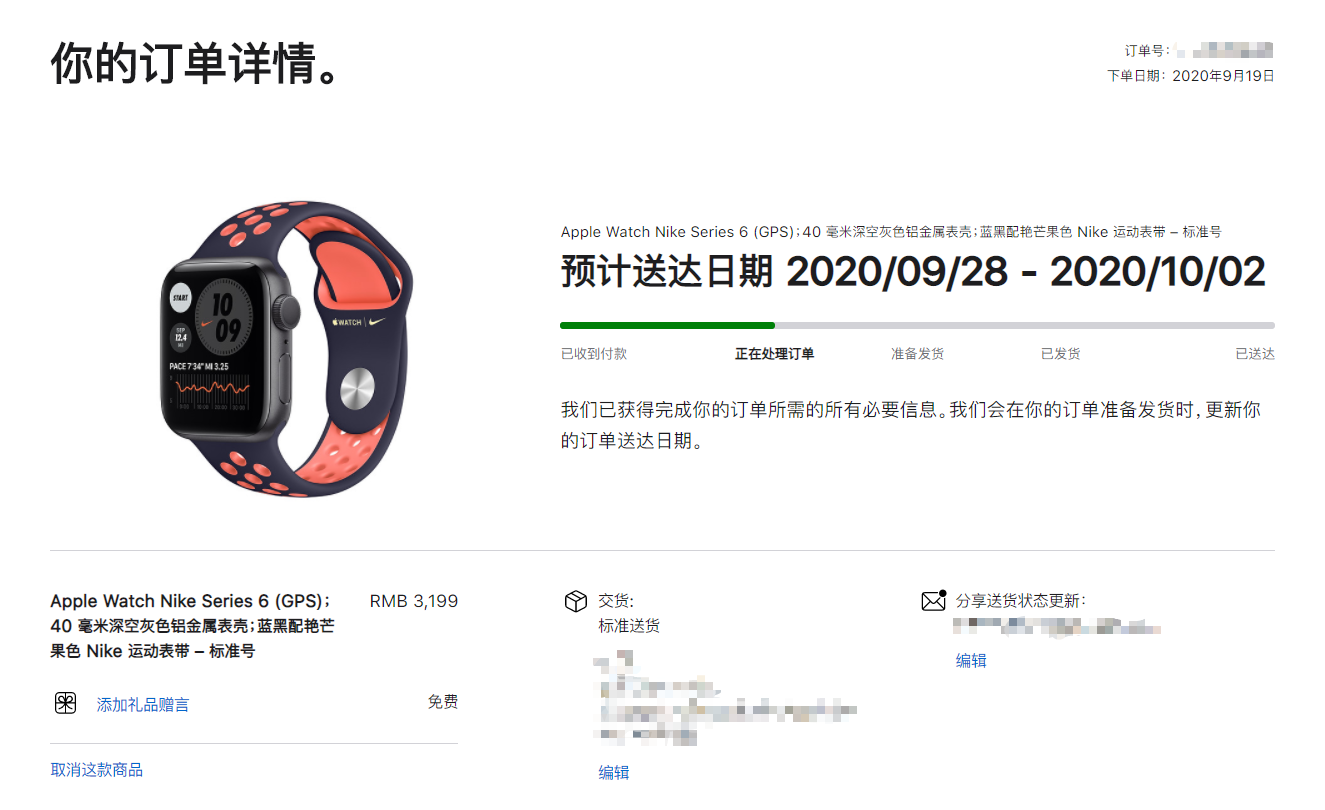 你的订单详情。
订单号：
下单日期： 2020年9月19日
START
10
09
12.4
PACE 7'34" MI 3.25
WATCH
Apple Watch Nike Series 6 (GPS)；40 毫米深空灰色铝金属表壳；蓝黑配艳芒果色 Nike 运动表带 – 标准号
预计送达日期 2020/09/28 – 2020/10/02
已收到付款 正在处理订单 准备发货 已发货 已送达
我们已获得完成你的订单所需的所有必要信息。我们会在你的订单准备发货时，更新你
的订单送达日期。
Apple Watch Nike Series 6 (GPS)； RMB 3,199
40 毫米深空灰色铝金属表壳；蓝黑配艳芒
果色 Nike 运动表带 – 标准号
添加礼品赠言 免费
取消这款商品
交货：
标准送货
编辑
分享送货状态更新：
编辑